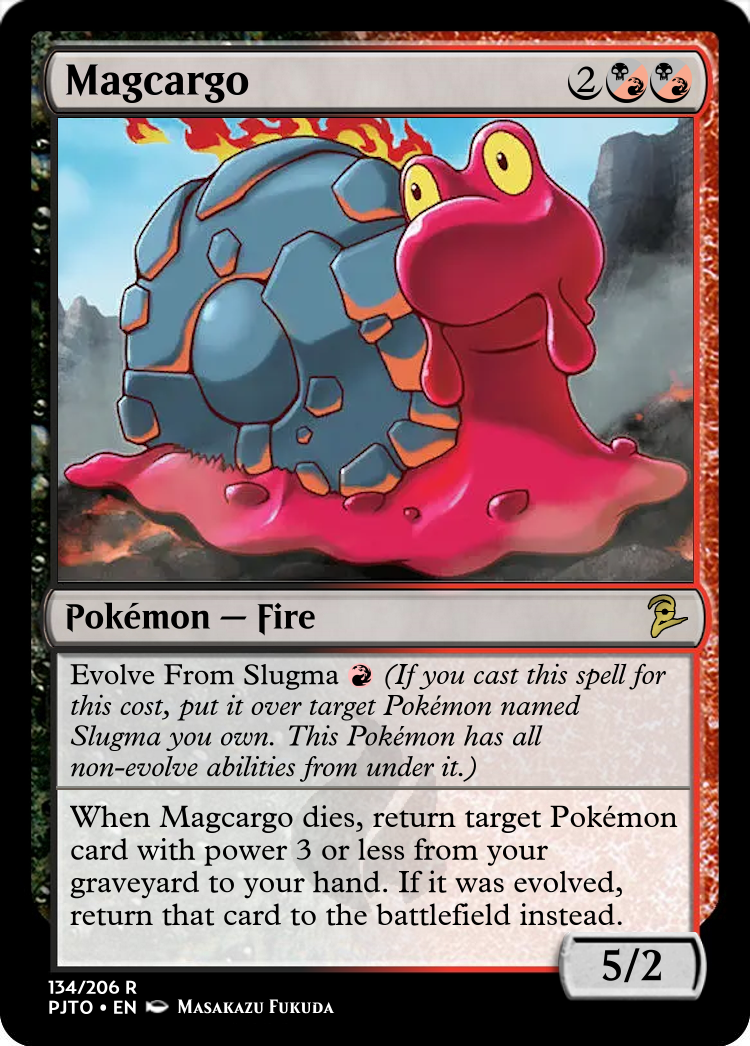 Magcargo 2
Pokémon — Fire
Evolve From Slugma (If you cast this spell for
this cost, put it over target Pokémon named
Slugma you own. This Pokémon has all
non-evolve abilities from under it.)
When Magcargo dies, return target Pokémon
card with power 3 or less from your
graveyard to your hand. If it was evolved,
return that card to the battlefield instead.
5/2
134/206 R
PJTO • EN Masakazu Fukuda